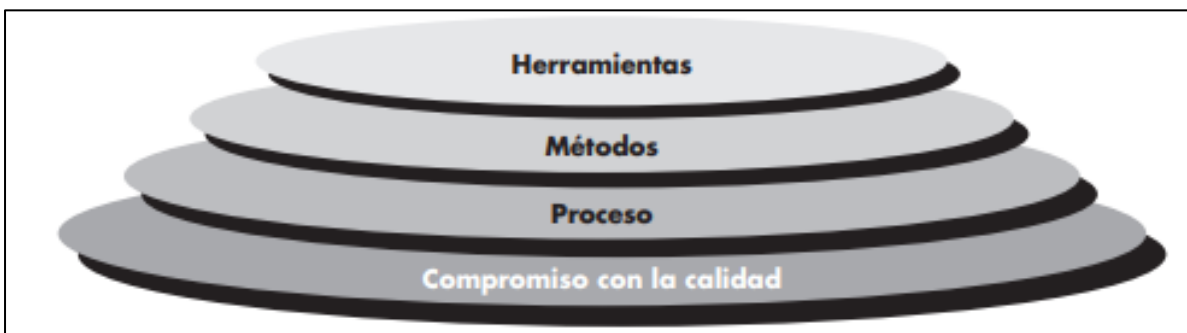 Herramientas
Métodos
Proceso
Compromiso con la calidad